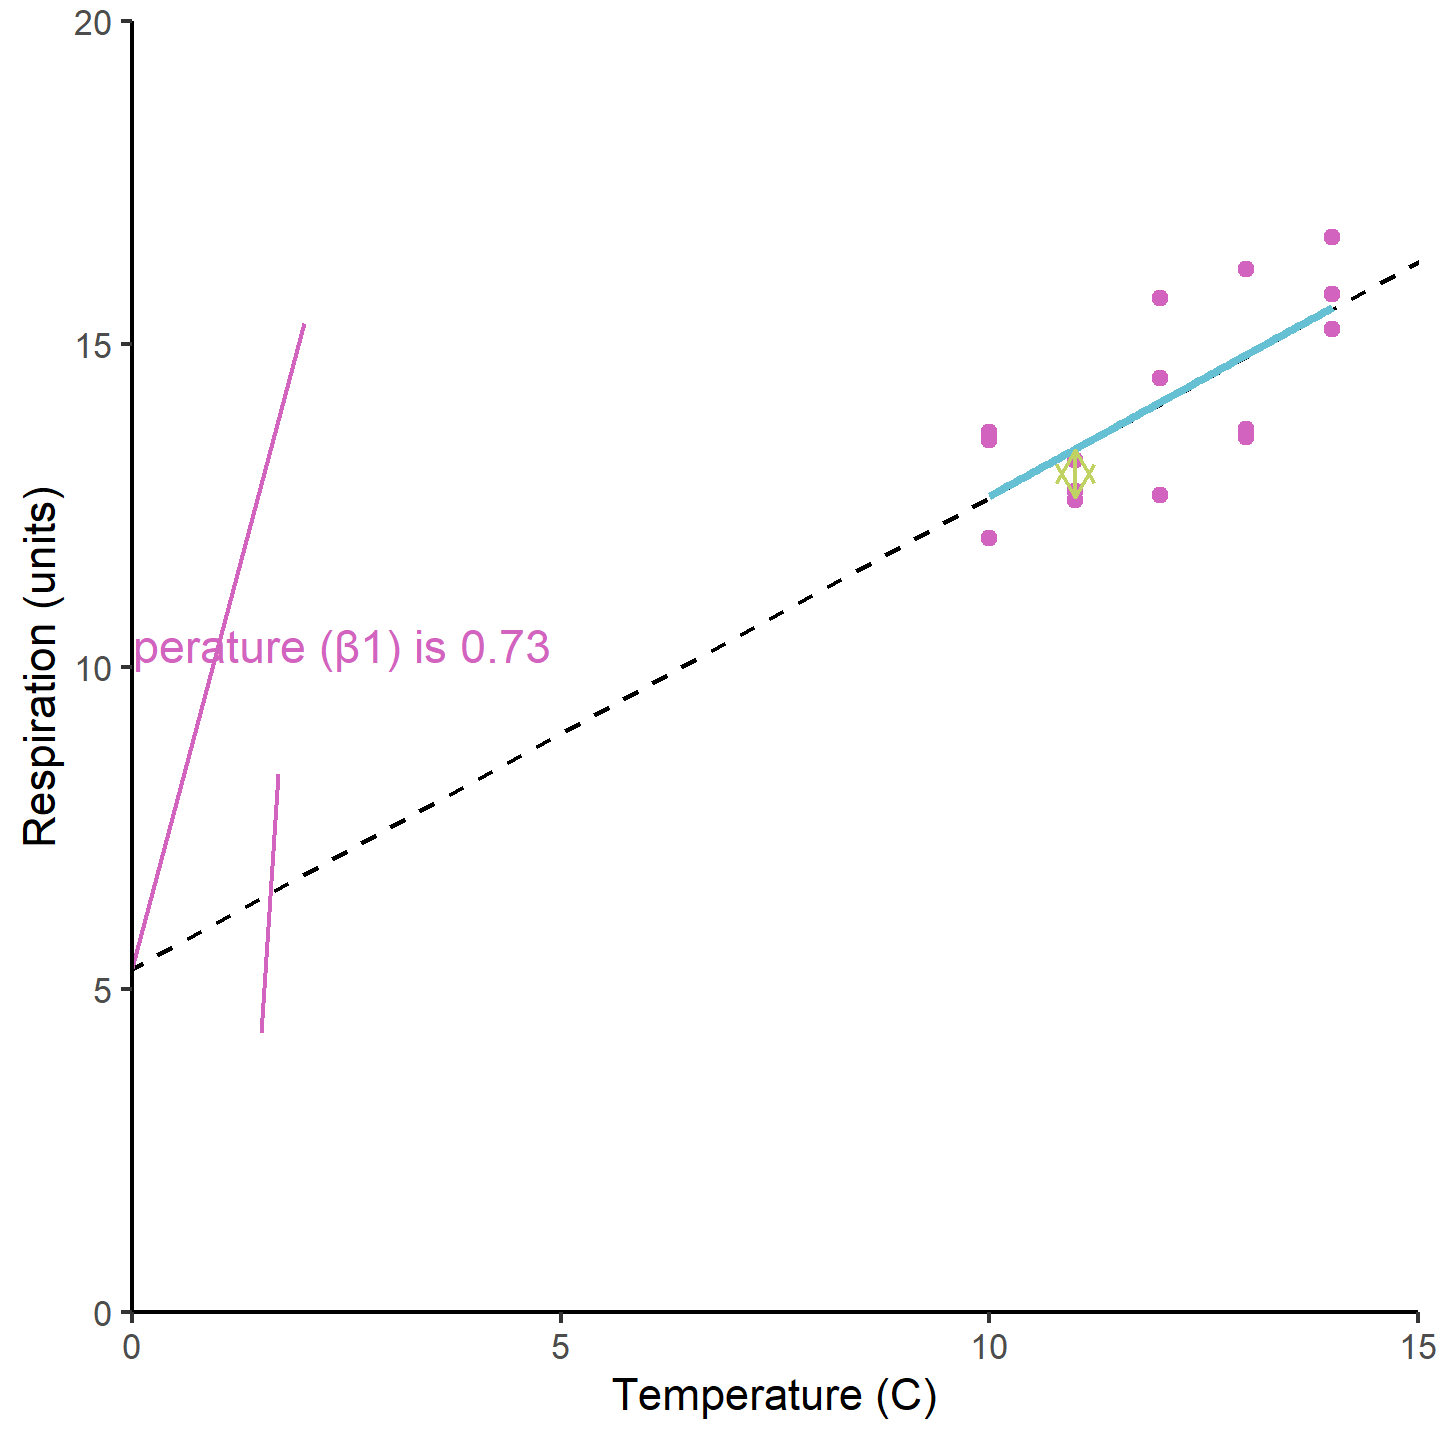 20
15
10
5
0
Respiration (units)
perature (β1) is 0.73
0 5 10 15
Temperature (C)